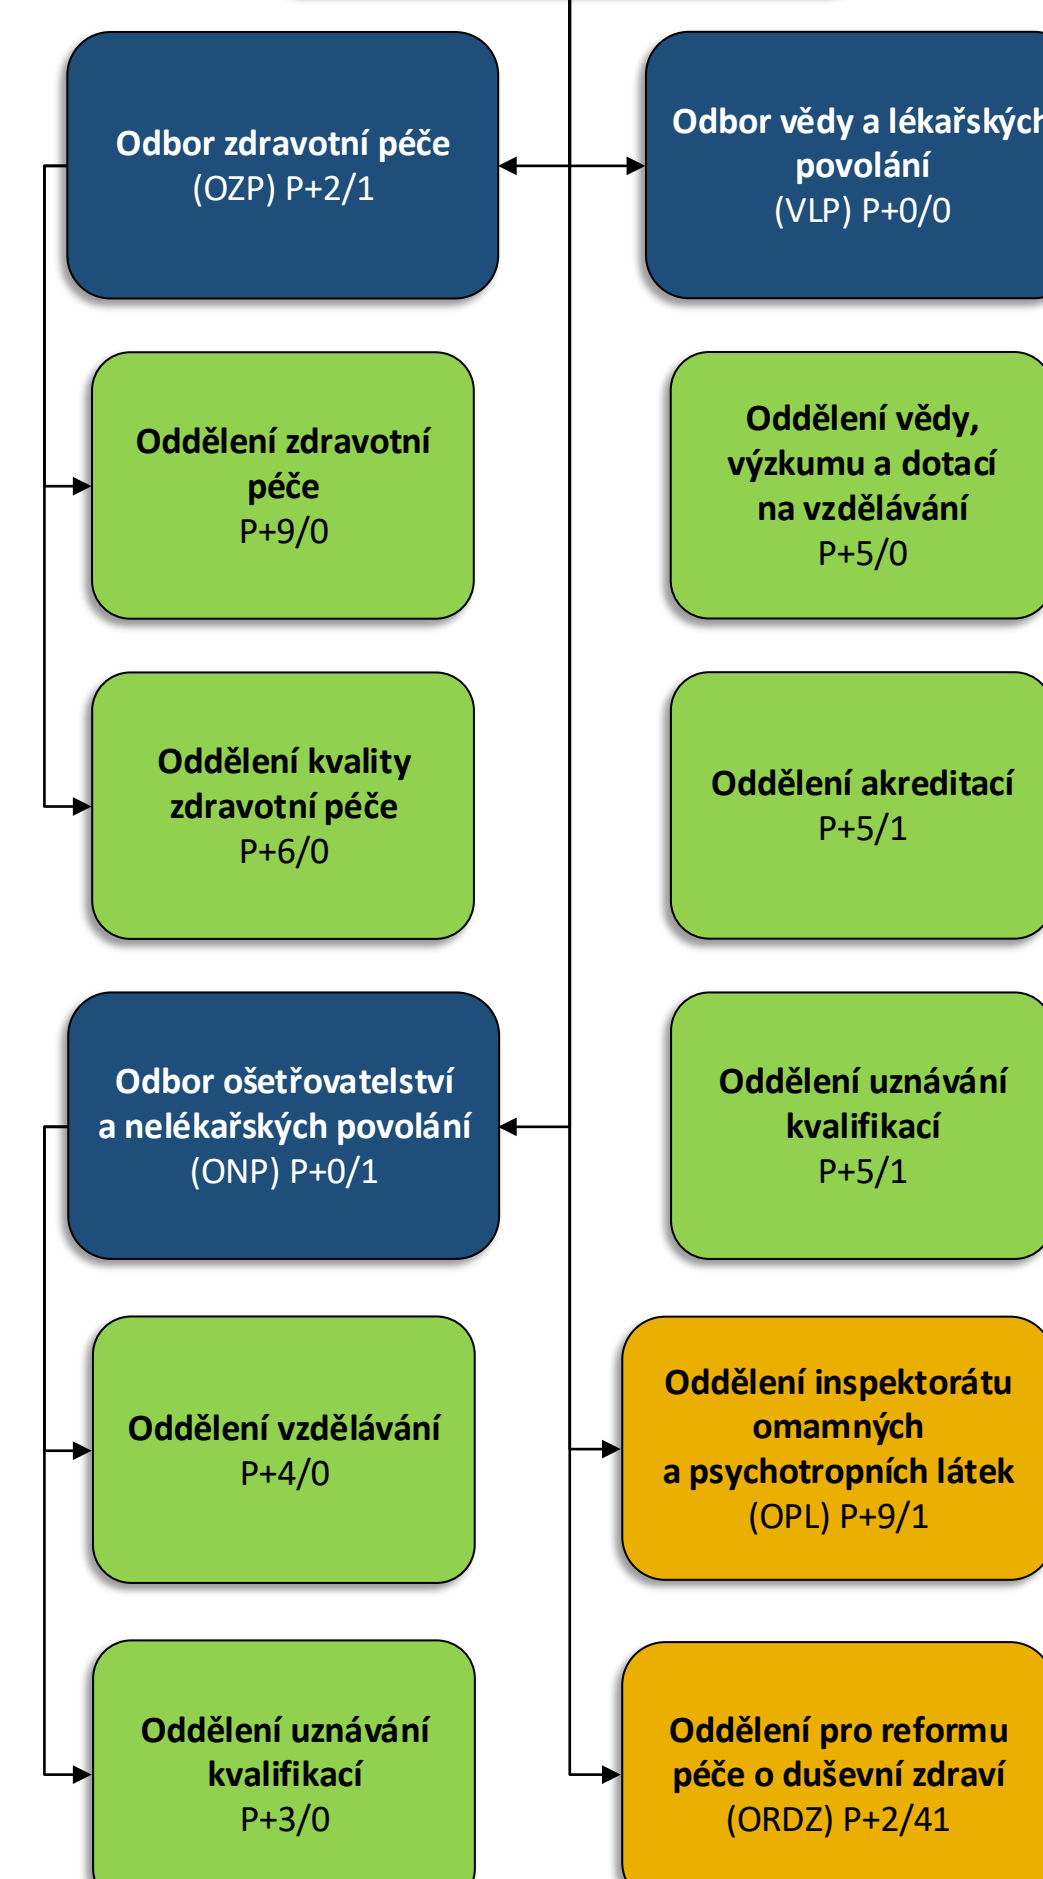 Odbor zdravotní péče
(OZP) P+2/1
Oddělení zdravotní
péče
P+9/0
Oddělení kvality
zdravotní péče
P+6/0
Odbor ošetřovatelství
a nelékařských povolání
(ONP) P+0/1
Oddělení vzdělávání
P+4/0
Oddělení uznávání
kvalifikací
P+3/0
Odbor vědy a lékařských
povolání
(VLP) P+0/0
Oddělení vědy,
výzkumu a dotací
na vzdělávání
P+5/0
Oddělení akreditací
P+5/1
Oddělení uznávání
kvalifikací
P+5/1
Oddělení inspektorátu
omamných
a psychotropních látek
(OPL) P+9/1
Oddělení pro reformu
péče o duševní zdraví
(ORDZ) P+2/41